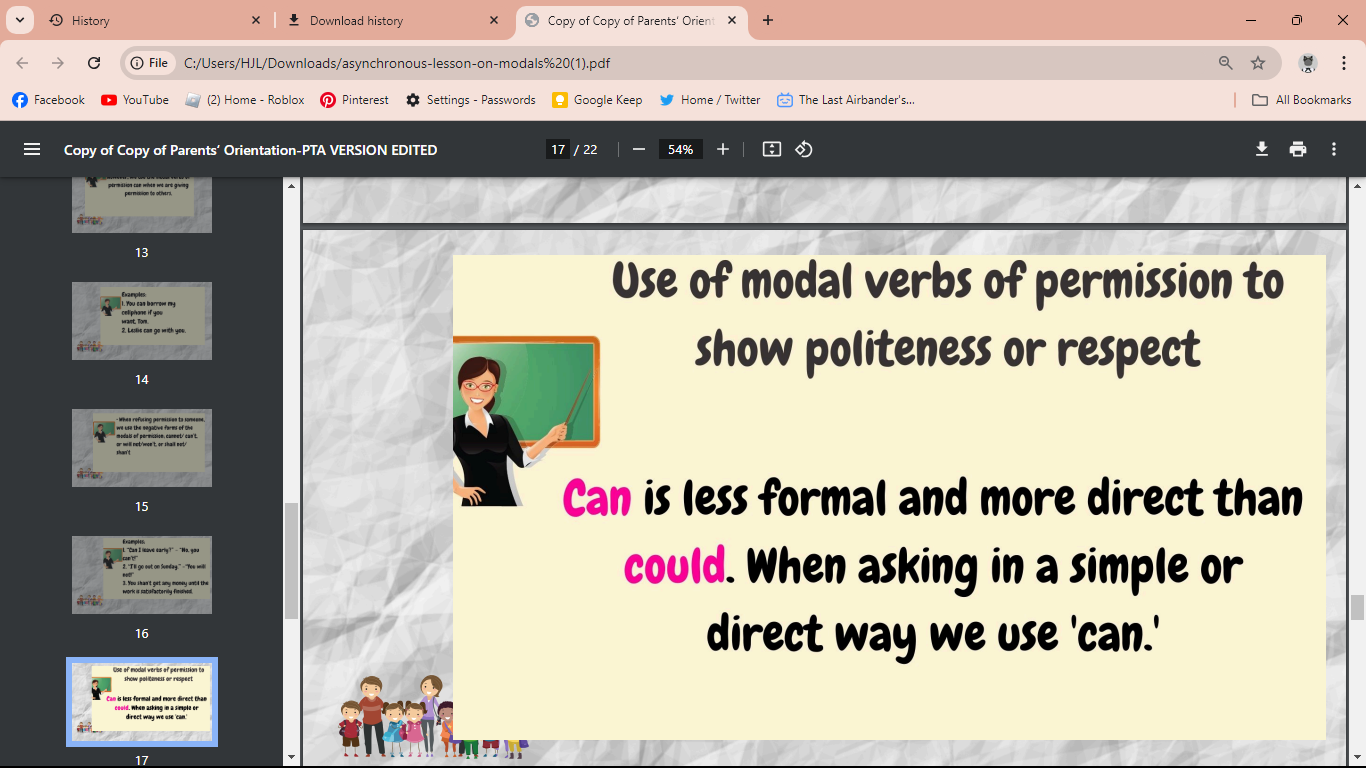 History
Download history
Copy of Copy of Parents' Orient
File
C:/Users/HJL/Downloads/asynchronous-lesson-on-modals%20(1).pdf
Facebook
YouTube
(2) Home - Roblox
Pinterest
Settings - Passwords
Google Keep
Home / Twitter
The Last Airbander's...
All Bookmarks
Copy of Copy of Parents' Orientation-PTA VERSION EDITED
17 / 22
54%
permission can when we are giving
permission to others.
13
Examples:
1. You can borrow my
cellphone if you
want, Tom.
2. Leslie can go with you.
14
- When refusing permission to someone,
we use the negative forms of the
modals of permission, cannot/ can't,
or will not/won't, or shall not/
shan't
15
Examples:
1. "Can I leave early?" - "No, you
can't!"
2. "I'll go out on Sunday." - "You will
not!"
3. You shan't get any money until the
work is satisfactorily finished.
16
Use of modal verbs of permission to
show politeness or respect
Can is less formal and more direct than
could. When asking in a simple or
direct way we use 'can.'
17
Use of modal verbs of permission to
show politeness or respect
Can is less formal and more direct than
could. When asking in a simple or
direct way we use 'can.'